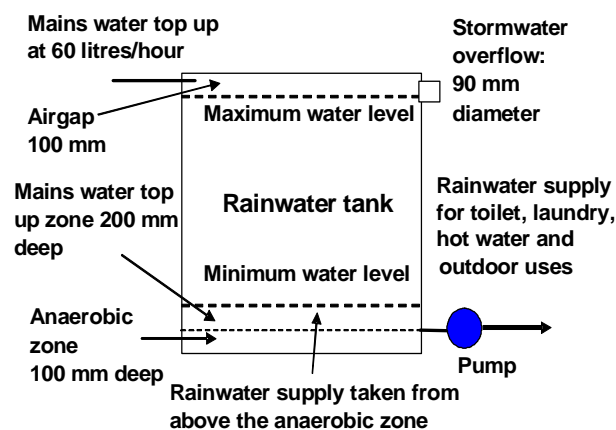 Mains water top up
at 60 litres/hour
Stormwater
overflow:
90 mm
diameter
Airgap
100 mm
Maximum water level
Mains water top
up zone 200 mm
deep
Rainwater tank
Rainwater supply
for toilet, laundry,
hot water and
outdoor uses
Minimum water level
Anaerobic
zone
100 mm deep
Pump
Rainwater supply taken from
above the anaerobic zone